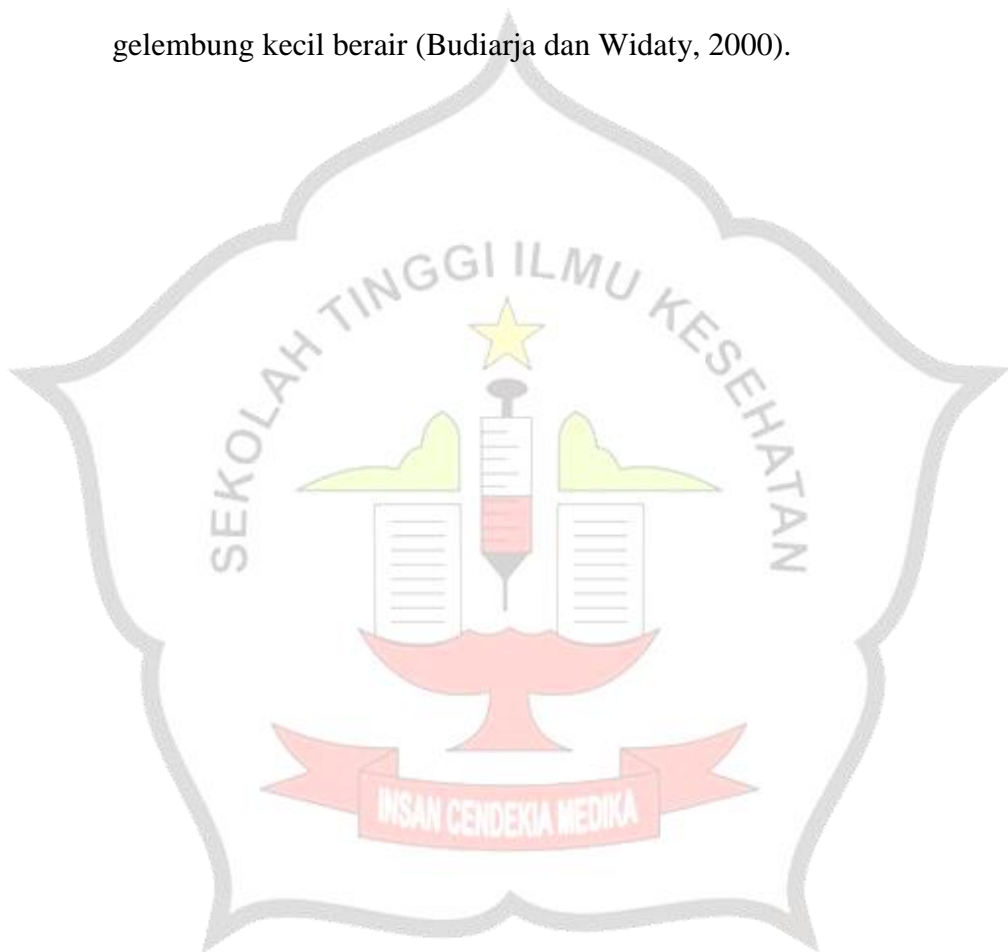 gelembung kecil berair (Budiarja dan Widaty, 2000).
SEKOLAH TINGGI ILMU KESEHATAN
INSAN CENDEKIA MEDIKA